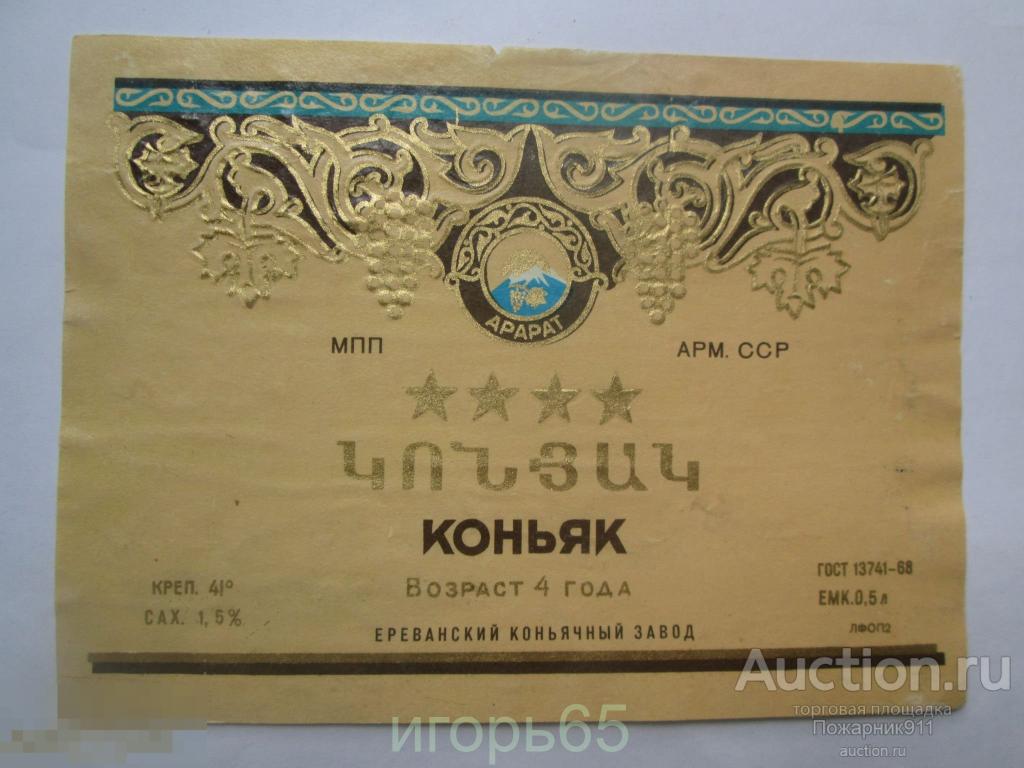 АРАРАТ
МПП
АРМ. ССР
ԿՈՆՅԱԿ
КОНЬЯК
ВОЗРАСТ 4 ГОДА
КРЕП. 41°
САХ. 1,5%
ГОСТ 13741-68
ЕМК.0,5 л
ЛФОП2
ЕРЕВАНСКИЙ КОНЬЯЧНЫЙ ЗАВОД
Auction.ru
торговая площадка
Пожарник911
auction.ru
игорь65